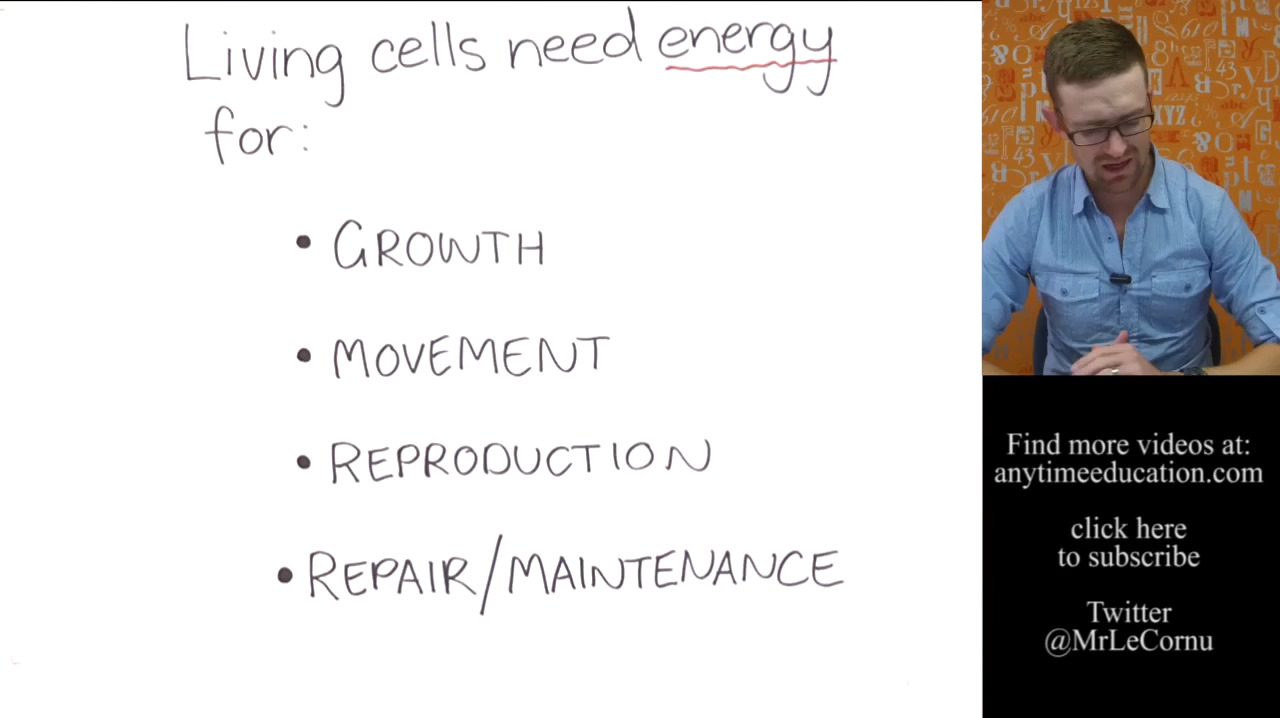 Living cells need energy
for:
• GROWTH
• MOVEMENT
• REPRODUCTION
• REPAIR/MAINTENANCE
Find more videos at:
anytimeeducation.com
click here
to subscribe
Twitter
@MrLeCornu